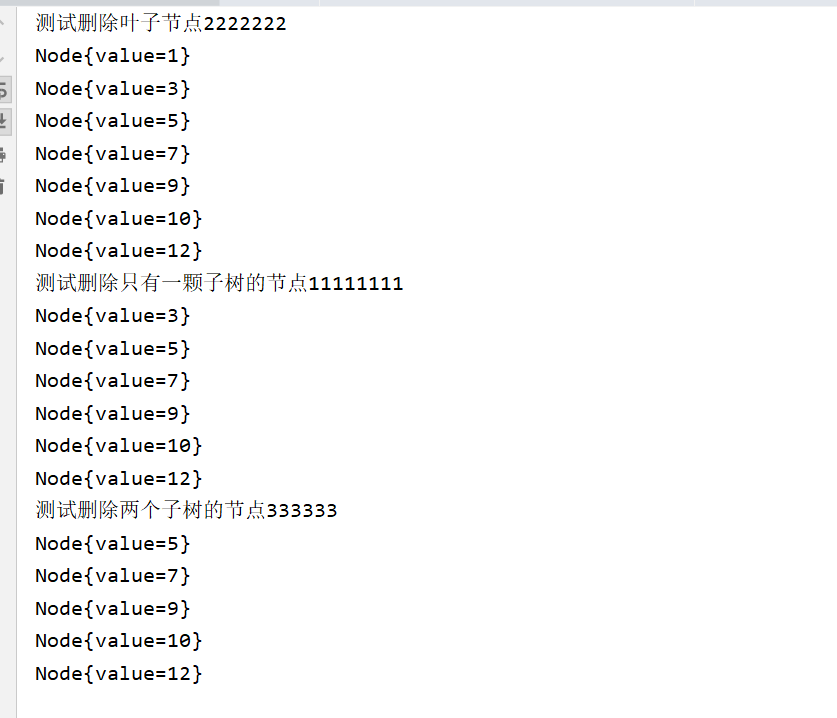 测试删除叶子节点2222222
Node{value=1}
Node{value=3}
Node{value=5}
Node{value=7}
Node{value=9}
Node{value=10}
Node{value=12}
测试删除只有一颗子树的节点11111111
Node{value=3}
Node{value=5}
Node{value=7}
Node{value=9}
Node{value=10}
Node{value=12}
测试删除两个子树的节点333333
Node{value=5}
Node{value=7}
Node{value=9}
Node{value=10}
Node{value=12}